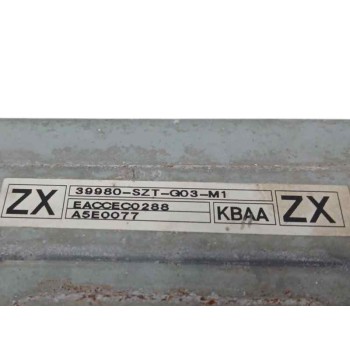 ZX
39980-SZT-G03-M1
EACCEC0288
A5E0077
KBAA
ZX